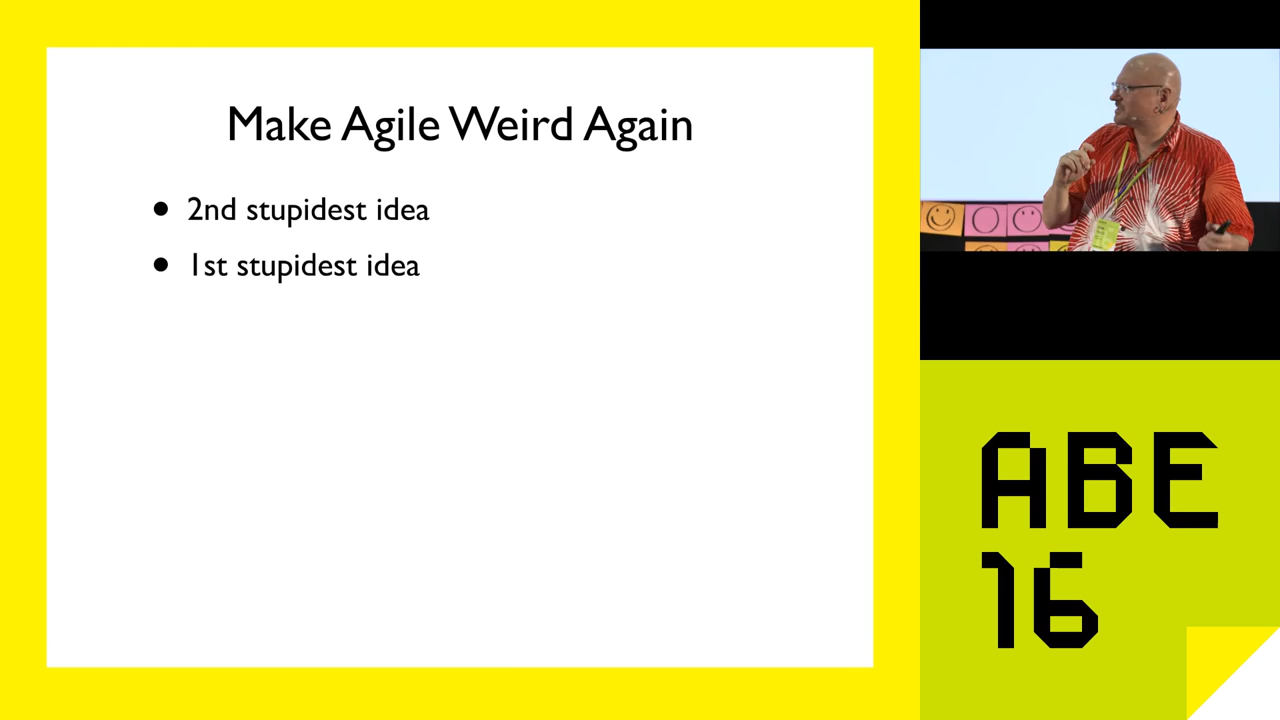 Make Agile Weird Again
• 2nd stupidest idea
• 1st stupidest idea
ABE
16